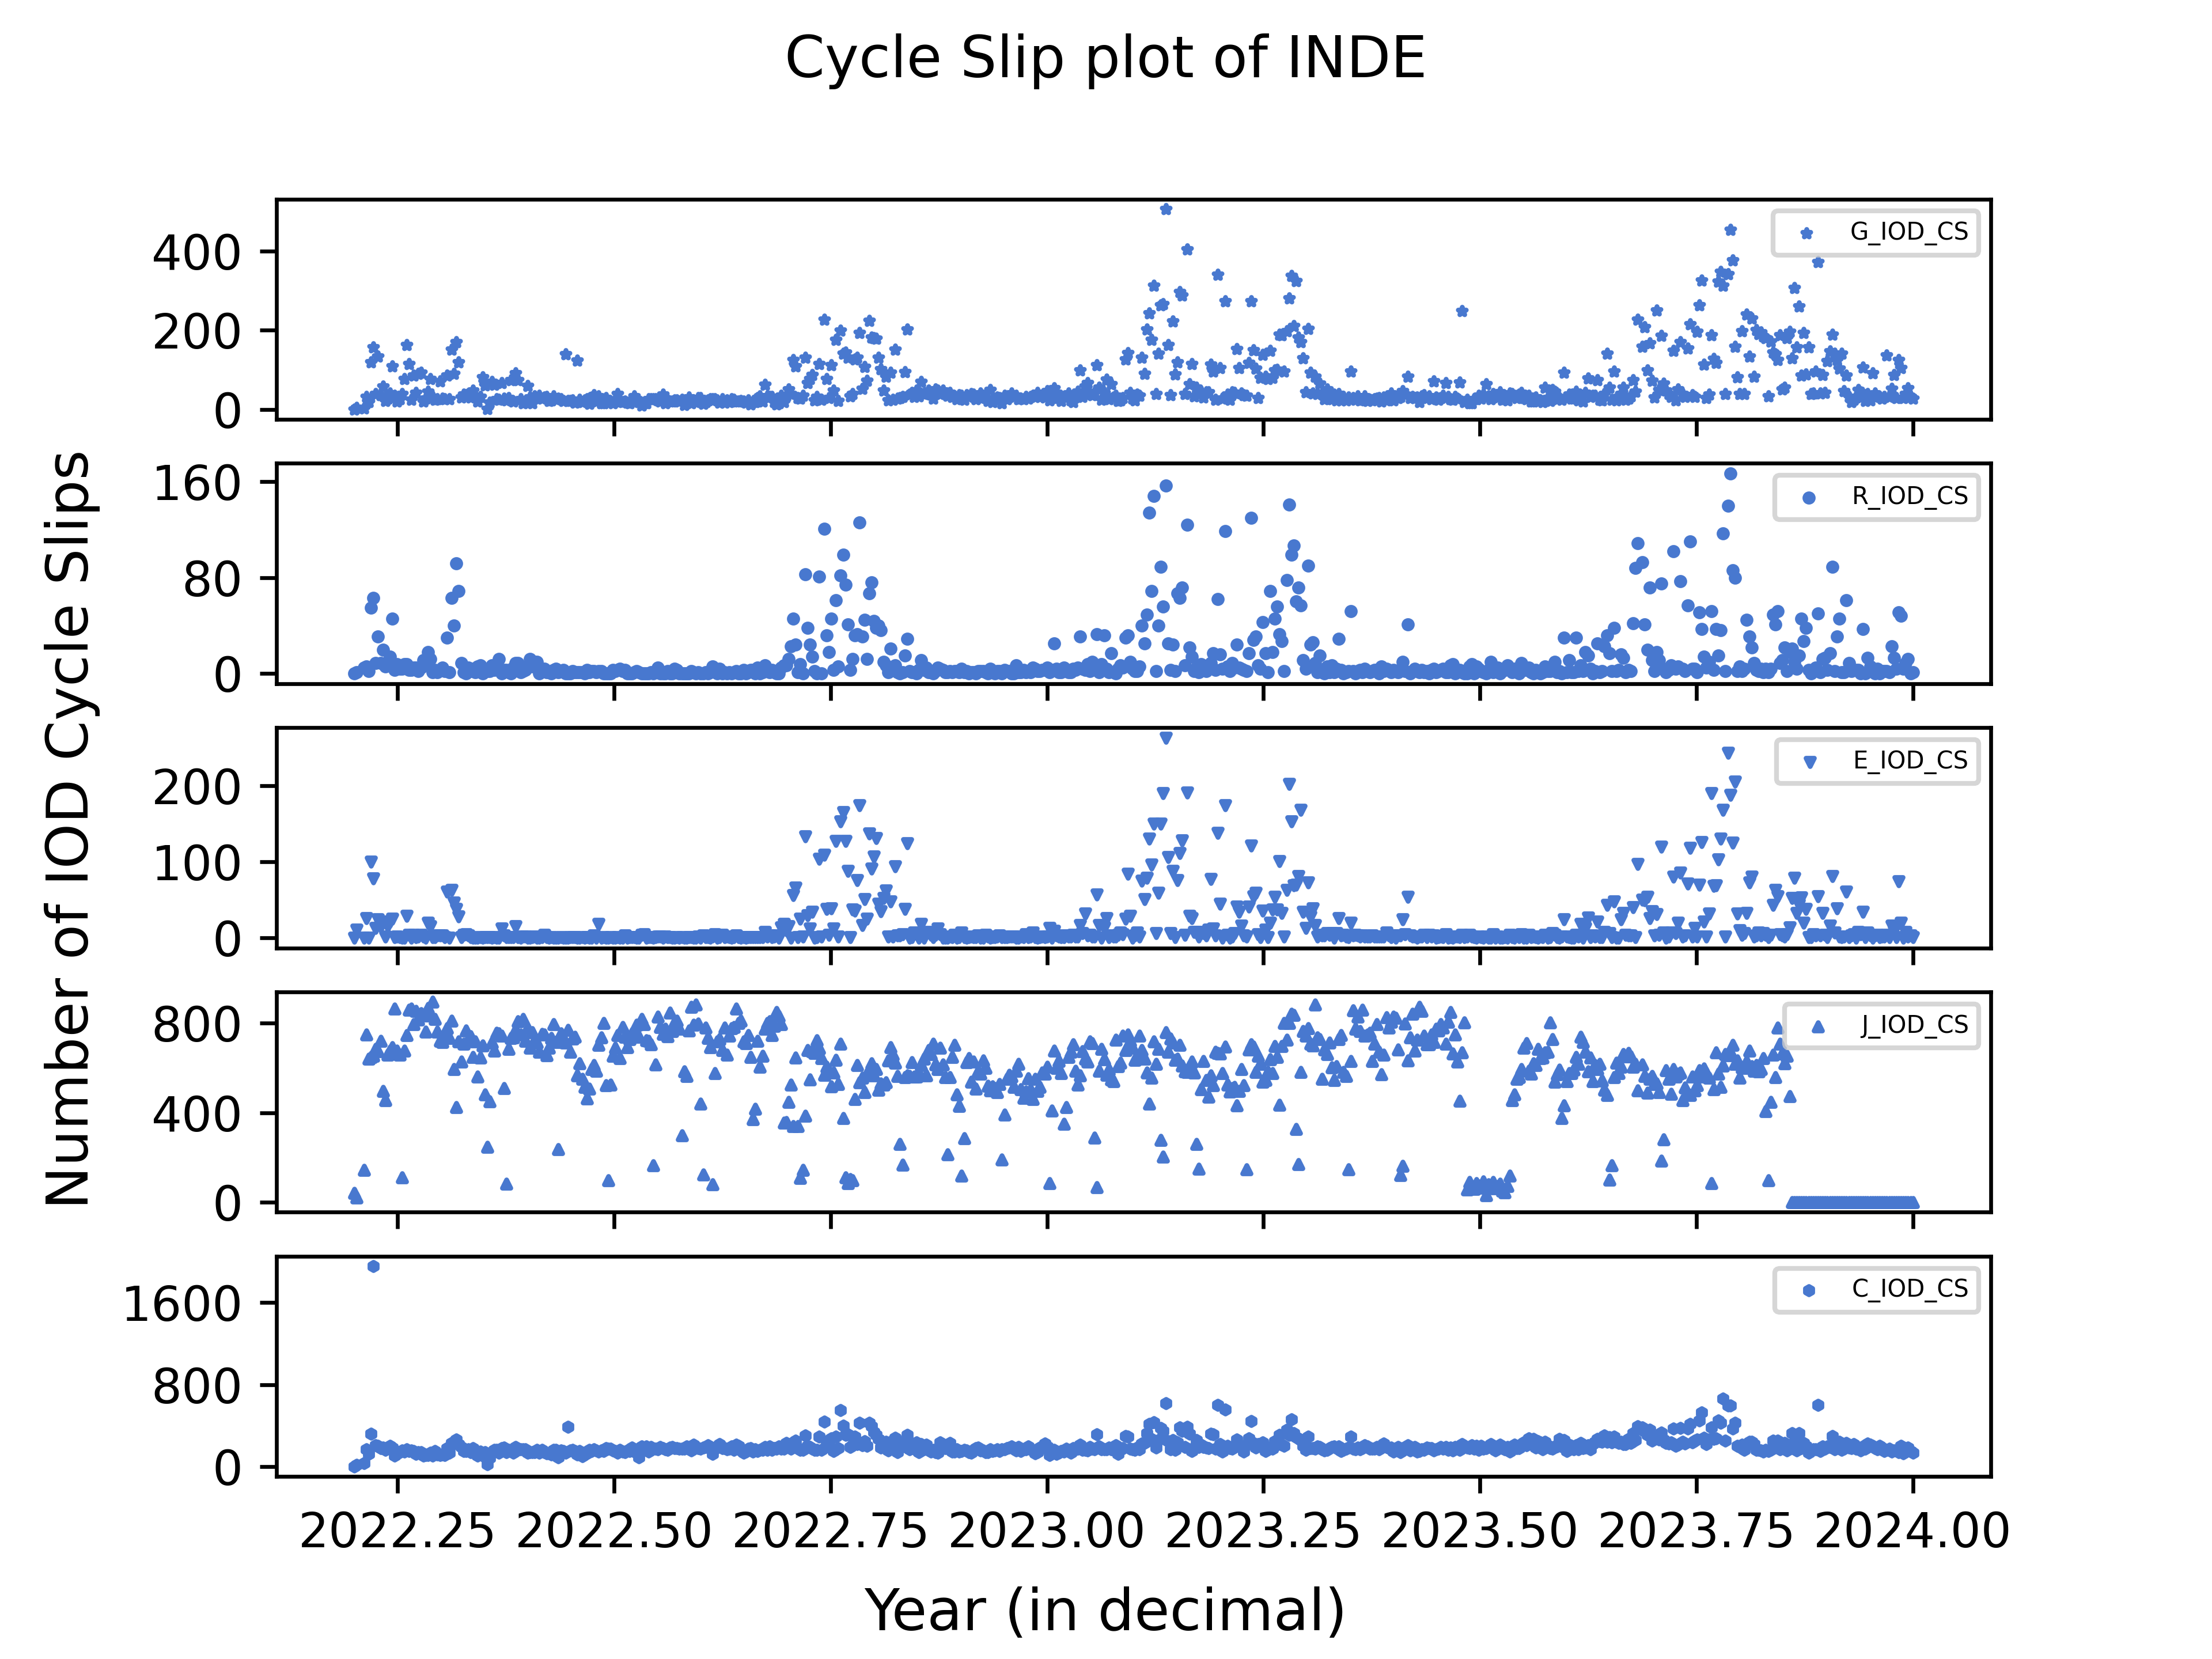 Cycle Slip plot of INDE
Number of IOD Cycle Slips
400
200
0
G_IOD_CS
160
80
0
R_IOD_CS
200
100
0
E_IOD_CS
800
400
0
J_IOD_CS
1600
800
0
C_IOD_CS
2022.25 2022.50 2022.75 2023.00 2023.25 2023.50 2023.75 2024.00
Year (in decimal)